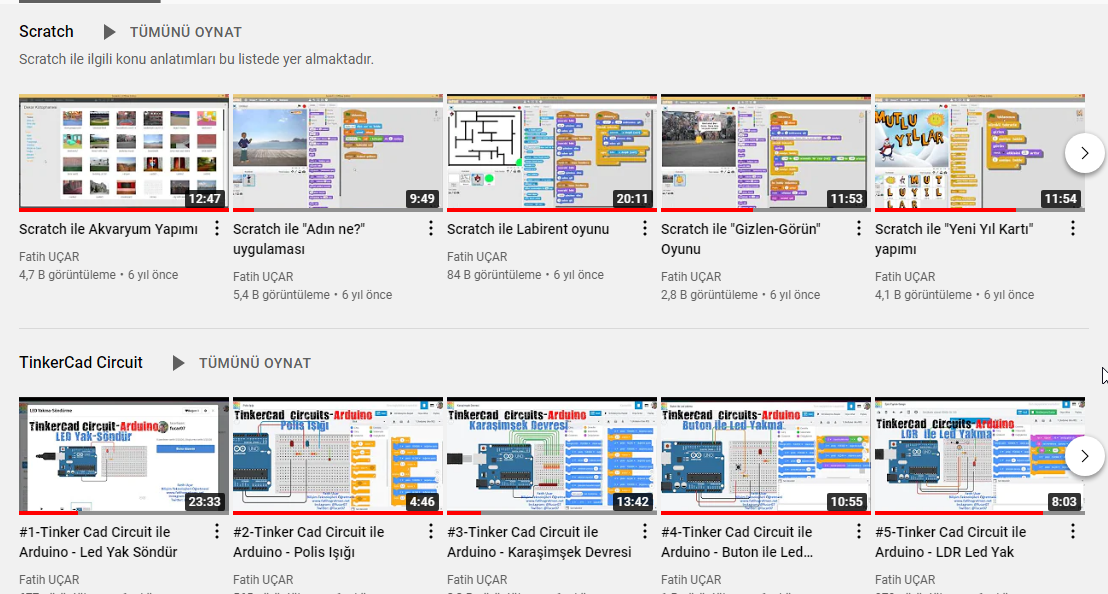 Scratch
TÜMÜNÜ OYNAT
Scratch ile ilgili konu anlatımları bu listede yer almaktadır.
12:47
9:49
MUTLU
YILLAR
20:11
11:53
11:54
Scratch ile Akvaryum Yapımı
Fatih UÇAR
4,7 B görüntüleme • 6 yıl önce
Scratch ile "Adın ne?"
uygulaması
Fatih UÇAR
5,4 B görüntüleme • 6 yıl önce
Scratch ile Labirent oyunu
Fatih UÇAR
84 B görüntüleme • 6 yıl önce
Scratch ile "Gizlen-Görün"
Oyunu
Fatih UÇAR
2,8 B görüntüleme • 6 yıl önce
Scratch ile "Yeni Yıl Kartı"
yapımı
Fatih UÇAR
4,1 B görüntüleme • 6 yıl önce
TinkerCad Circuit
TÜMÜNÜ OYNAT
TinkerCad Circuit-Arduino
LED Yak-Söndür
23:33
TinkerCad Circuits-Arduino
Polis Işığı
4:46
TinkerCad Circuits-Arduino
Karaşimşek Devresi
13:42
TinkerCad Circuits-Arduino
Buton ile Led Yakma
10:55
TinkerCad Circuits-Arduino
LDR ile Led Yakma
8:03
#1-Tinker Cad Circuit ile
Arduino - Led Yak Söndür
Fatih UÇAR
#2-Tinker Cad Circuit ile
Arduino - Polis Işığı
Fatih UÇAR
#3-Tinker Cad Circuit ile
Arduino - Karaşimşek Devresi
Fatih UÇAR
#4-Tinker Cad Circuit ile
Arduino - Buton ile Led...
Fatih UÇAR
#5-Tinker Cad Circuit ile
Arduino - LDR Led Yak
Fatih UÇAR